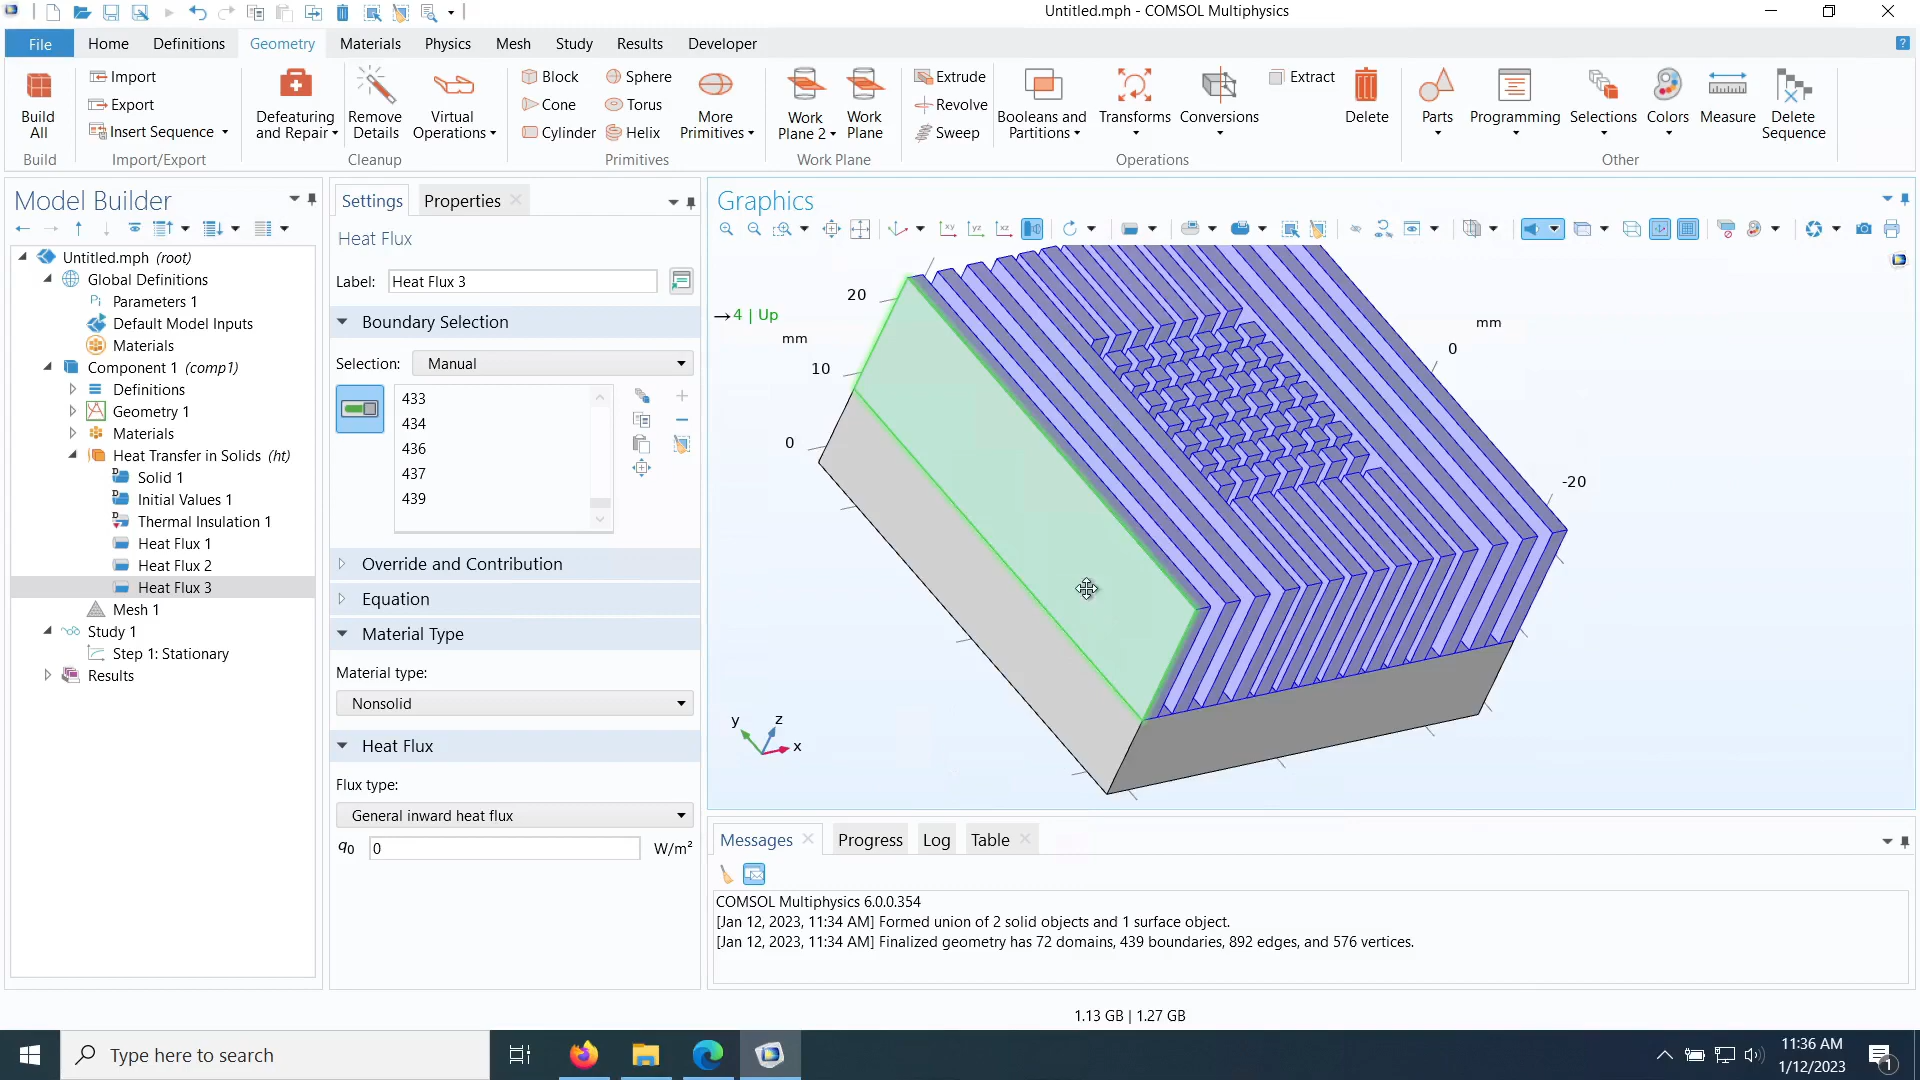 Untitled.mph - COMSOL Multiphysics
File
Home
Definitions
Geometry
Materials
Physics
Mesh
Study
Results
Developer
Build
All
Build
Import
Export
Insert Sequence
Import/Export
Defeaturing
and Repair
Remove
Details
Virtual
Operations
Cleanup
Block
Cone
Cylinder
Sphere
Torus
Helix
More
Primitives
Primitives
Work
Plane 2
Work
Plane
Work Plane
Extrude
Revolve
Sweep
Booleans and
Partitions
Transforms
Conversions
Extract
Delete
Operations
Parts
Programming
Selections
Colors
Measure
Delete
Sequence
Other
Model Builder
Untitled.mph (root)
Global Definitions
Pi Parameters 1
Default Model Inputs
Materials
Component 1 (comp1)
Definitions
Geometry 1
Materials
Heat Transfer in Solids (ht)
Solid 1
Initial Values 1
Thermal Insulation 1
Heat Flux 1
Heat Flux 2
Heat Flux 3
Mesh 1
Study 1
Step 1: Stationary
Results
Settings
Properties
Heat Flux
Label: Heat Flux 3
Boundary Selection
Selection: Manual
433
434
436
437
439
Override and Contribution
Equation
Material Type
Material type:
Nonsolid
Heat Flux
Flux type:
General inward heat flux
q0 0 W/m²
Graphics
xy
yz
xz
→4 | Up
20
mm
10
0
mm
0
-20
y
z
x
Messages
Progress
Log
Table
COMSOL Multiphysics 6.0.0.354
[Jan 12, 2023, 11:34 AM] Formed union of 2 solid objects and 1 surface object.
[Jan 12, 2023, 11:34 AM] Finalized geometry has 72 domains, 439 boundaries, 892 edges, and 576 vertices.
1.13 GB | 1.27 GB
Type here to search
11:36 AM
1/12/2023
1